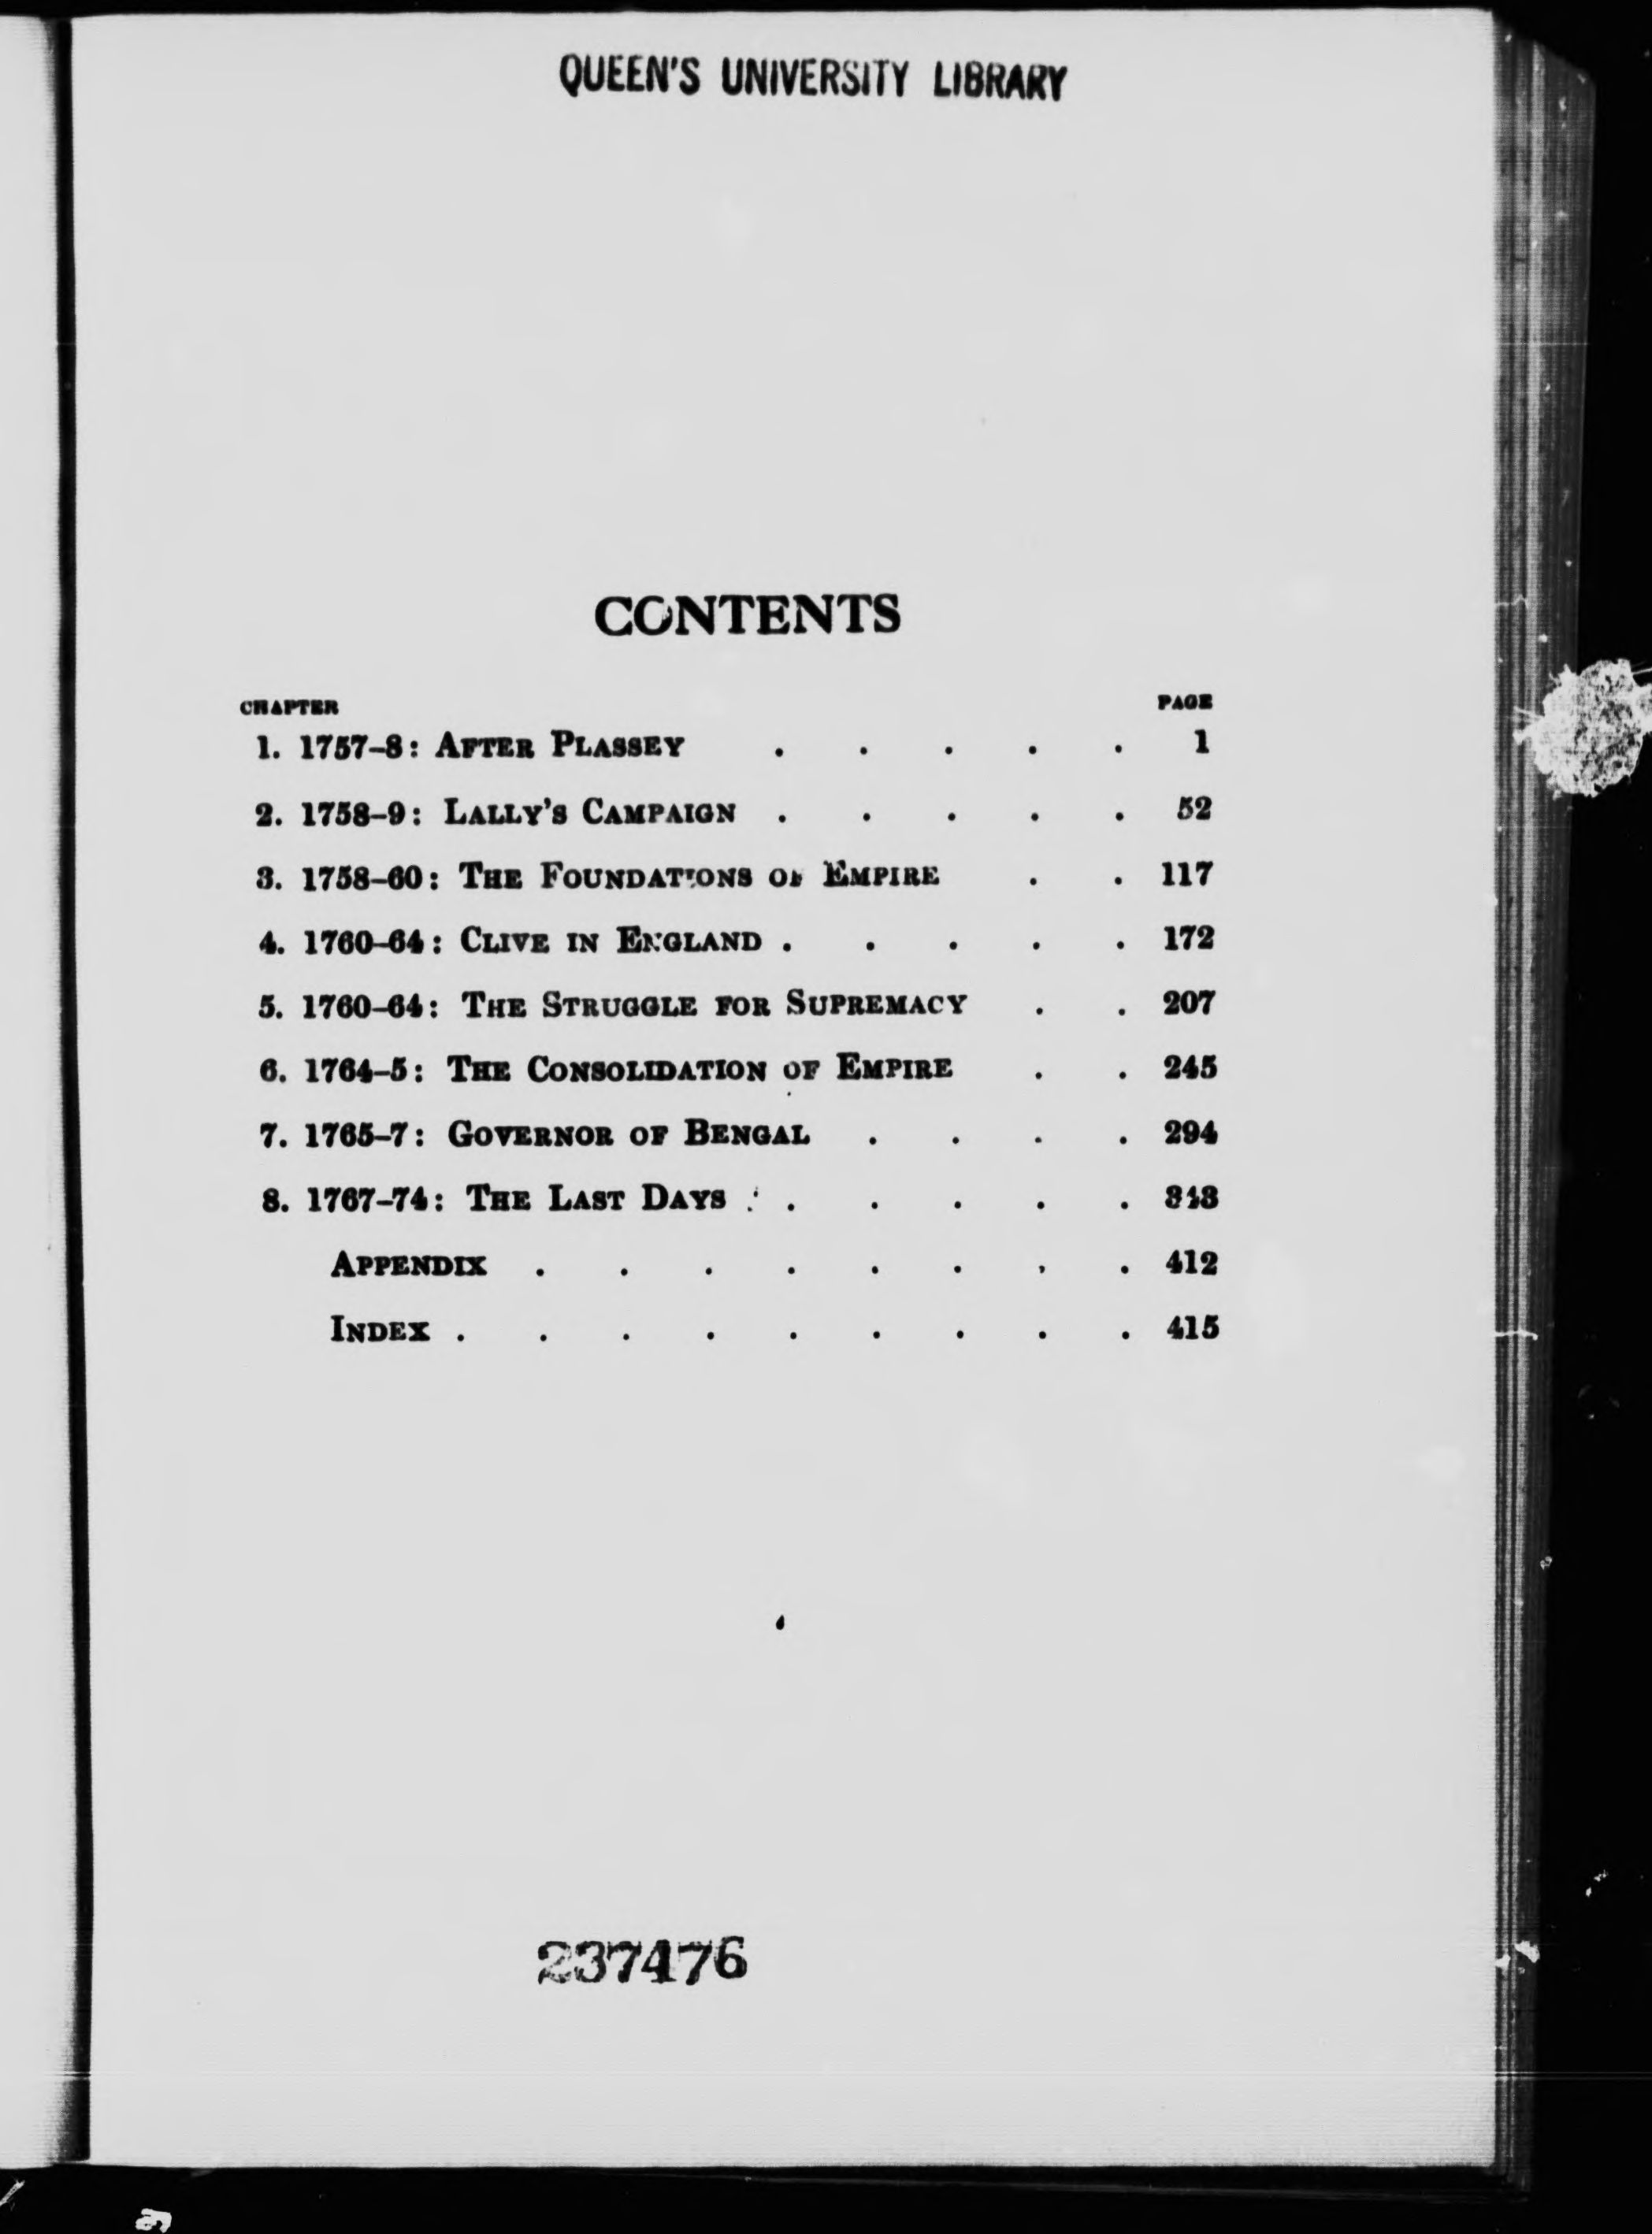 QUEEN'S UNIVERSITY LIBRARY
CONTENTS
CHAPTER PAGE
1. 1757–8: AFTER PLASSEY . . . . . 1
2. 1758–9: LALLY'S CAMPAIGN . . . . . 52
3. 1758–60: THE FOUNDATIONS OF EMPIRE . . 117
4. 1760–64: CLIVE IN ENGLAND . . . . . 172
5. 1760–64: THE STRUGGLE FOR SUPREMACY . . 207
6. 1764–5: THE CONSOLIDATION OF EMPIRE . . 245
7. 1765–7: GOVERNOR OF BENGAL . . . . 294
8. 1767–74: THE LAST DAYS . . . . . 343
APPENDIX . . . . . . . . 412
INDEX . . . . . . . . . 415
237476